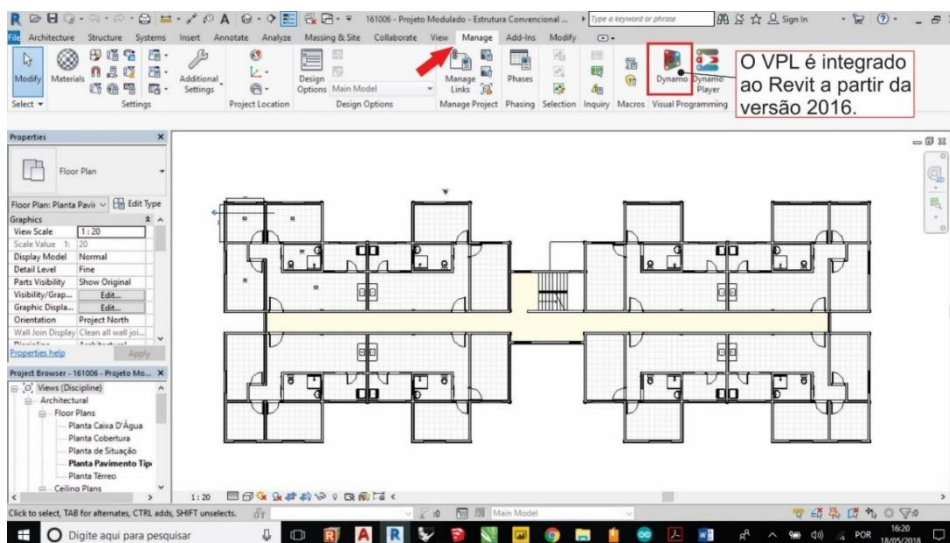 161006 - Projeto Modulado - Estrutura Convencional ...
Type a keyword or phrase
Sign In
File Architecture Structure Systems Insert Annotate Analyze Massing & Site Collaborate View Manage Add-Ins Modify
Modify
Materials
Additional
Settings
Design
Options
Main Model
Manage
Links
Phases
Dynamo
Dynamo
Player
Select
Settings
Project Location
Design Options
Manage Project
Phasing
Selection
Inquiry
Macros
Visual Programming
O VPL é integrado
ao Revit a partir da
versão 2016.
Properties
Floor Plan
Floor Plan: Planta Pavir
Edit Type
Graphics
View Scale 1 : 20
Scale Value 1: 20
Display Model Normal
Detail Level Fine
Parts Visibility Show Original
Visibility/Grap... Edit...
Graphic Displa... Edit...
Orientation Project North
Wall Join Display Clean all wall joi...
Properties help
Apply
Project Browser - 161006 - Projeto Mo...
Views (Discipline)
Architectural
Floor Plans
Planta Caixa D'Água
Planta Cobertura
Planta de Situação
Planta Pavimento Tipo
Planta Térreo
Ceiling Plans
1 : 20
Click to select, TAB for alternates, CTRL adds, SHIFT unselects.
:0
Main Model
:0
Digite aqui para pesquisar
POR
16:20
18/05/2018